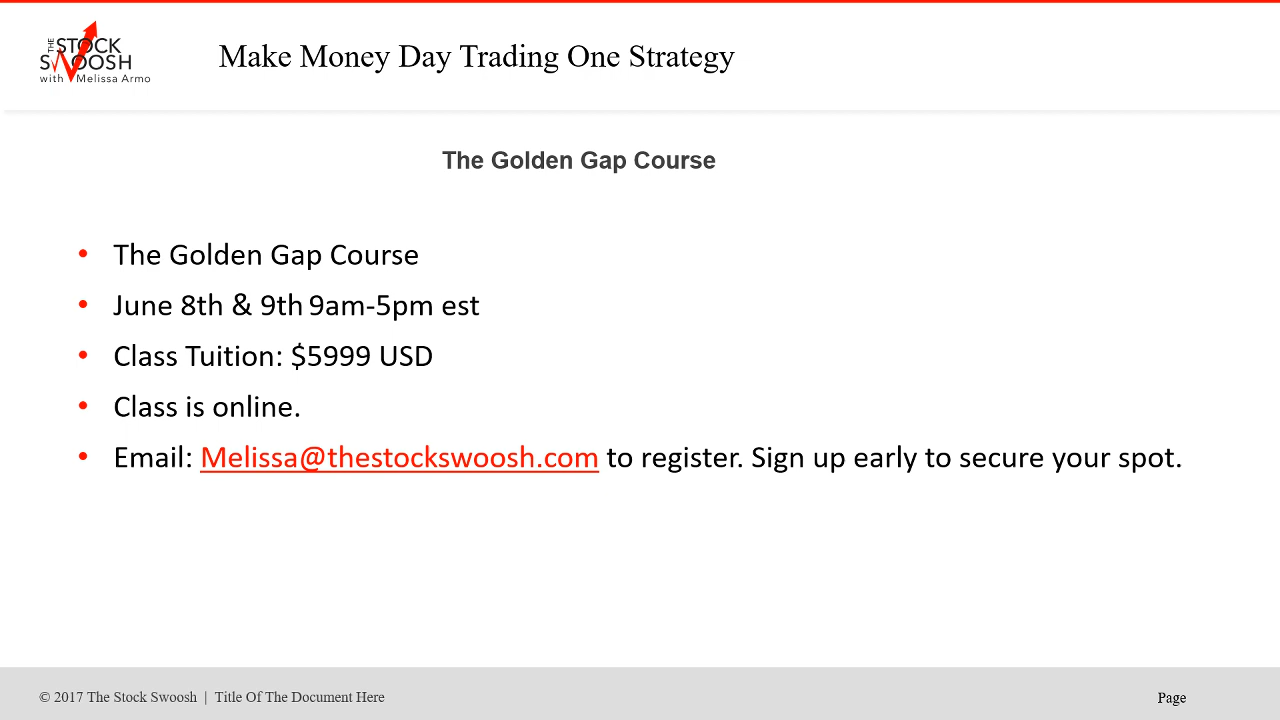 THE STOCK
SWOOSH
with Melissa Armo
Make Money Day Trading One Strategy
The Golden Gap Course
• The Golden Gap Course
• June 8th & 9th 9am-5pm est
• Class Tuition: $5999 USD
• Class is online.
• Email: Melissa@thestockswoosh.com to register. Sign up early to secure your spot.
© 2017 The Stock Swoosh | Title Of The Document Here
Page